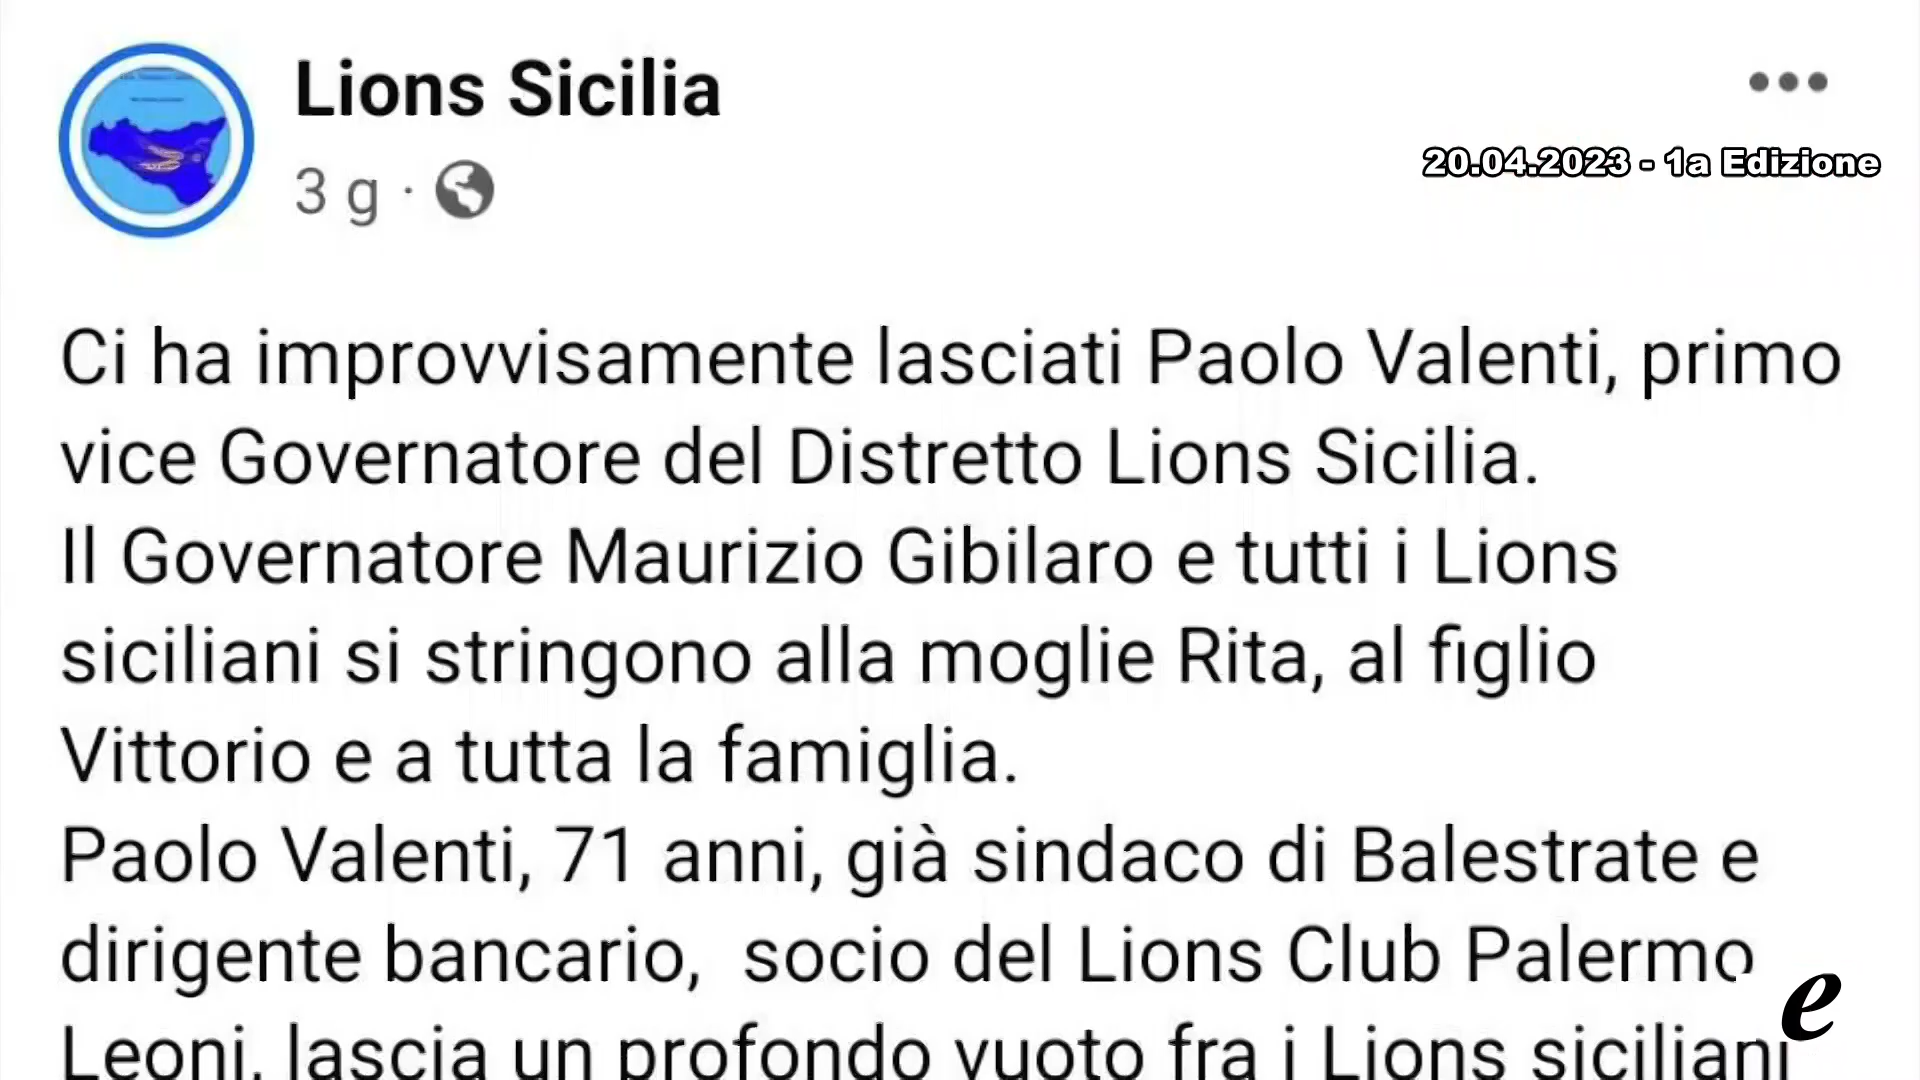 Lions Sicilia
3 g ·
20.04.2023 - 1a Edizione
Ci ha improvvisamente lasciati Paolo Valenti, primo
vice Governatore del Distretto Lions Sicilia.
Il Governatore Maurizio Gibilaro e tutti i Lions
siciliani si stringono alla moglie Rita, al figlio
Vittorio e a tutta la famiglia.
Paolo Valenti, 71 anni, già sindaco di Balestrate e
dirigente bancario,  socio del Lions Club Palermo
Leoni, lascia un profondo vuoto fra i Lions siciliani
e